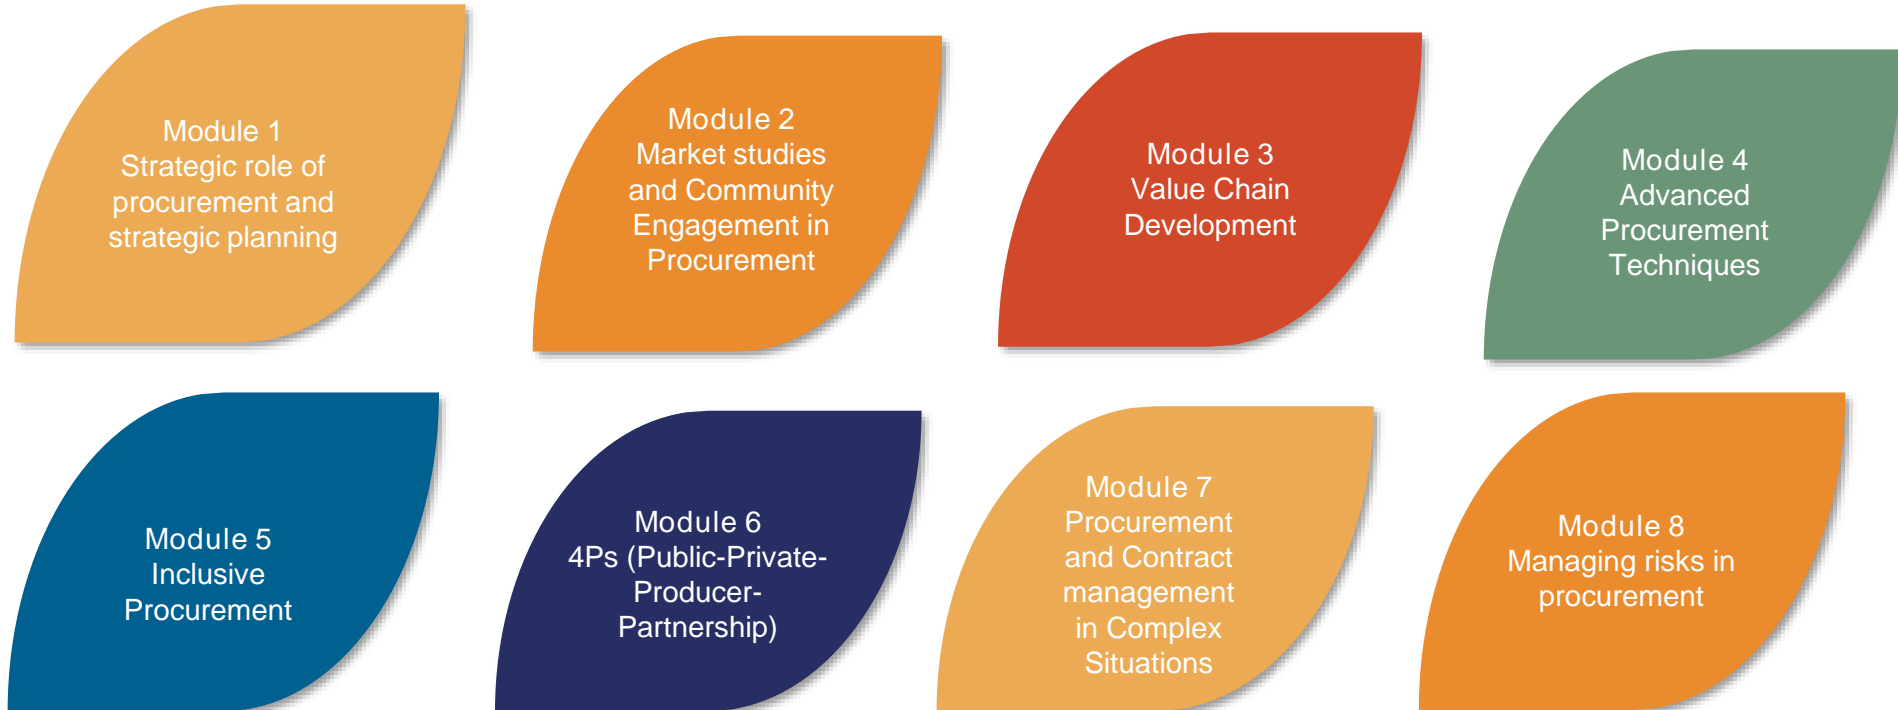 Module 1
Strategic role of
procurement and
strategic planning
Module 2
Market studies
and Community
Engagement in
Procurement
Module 3
Value Chain
Development
Module 4
Advanced
Procurement
Techniques
Module 5
Inclusive
Procurement
Module 6
4Ps (Public-Private-
Producer-
Partnership)
Module 7
Procurement
and Contract
management
in Complex
Situations
Module 8
Managing risks in
procurement